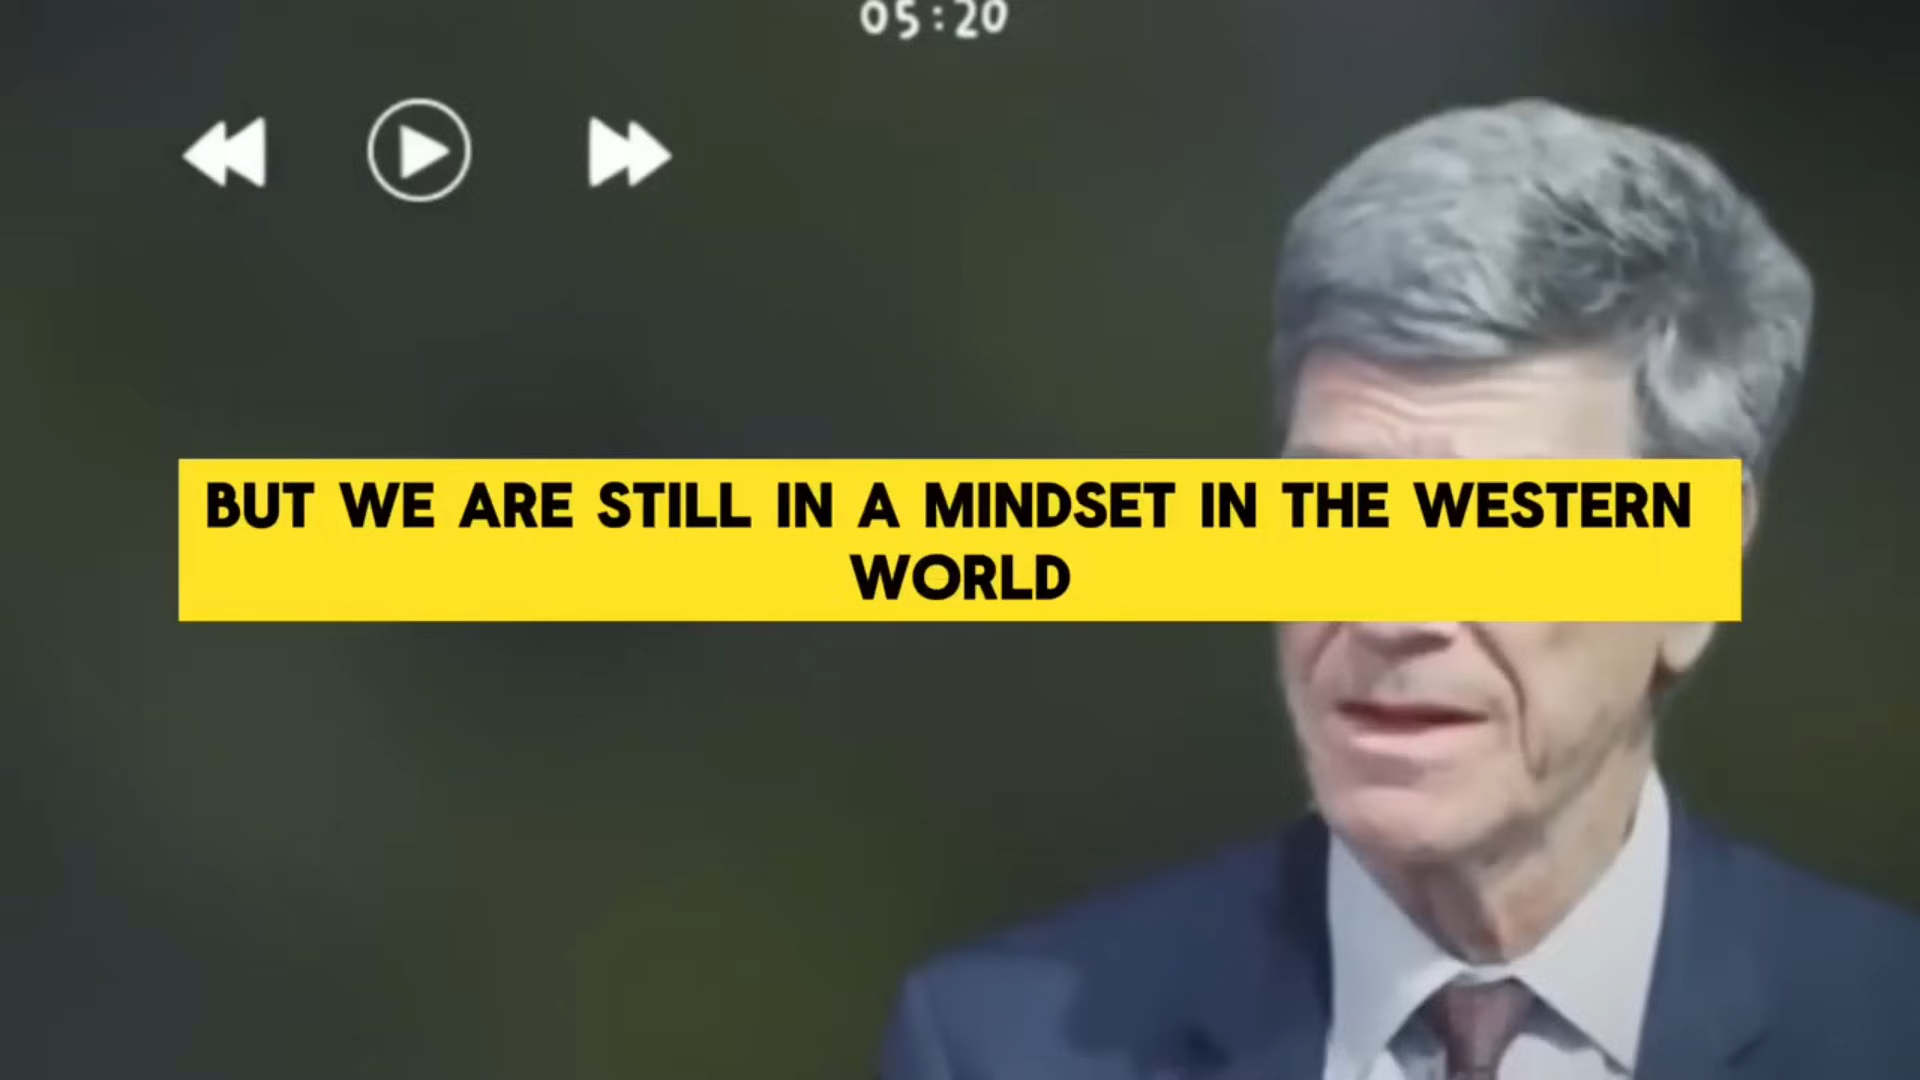 05:20
BUT WE ARE STILL IN A MINDSET IN THE WESTERN
WORLD